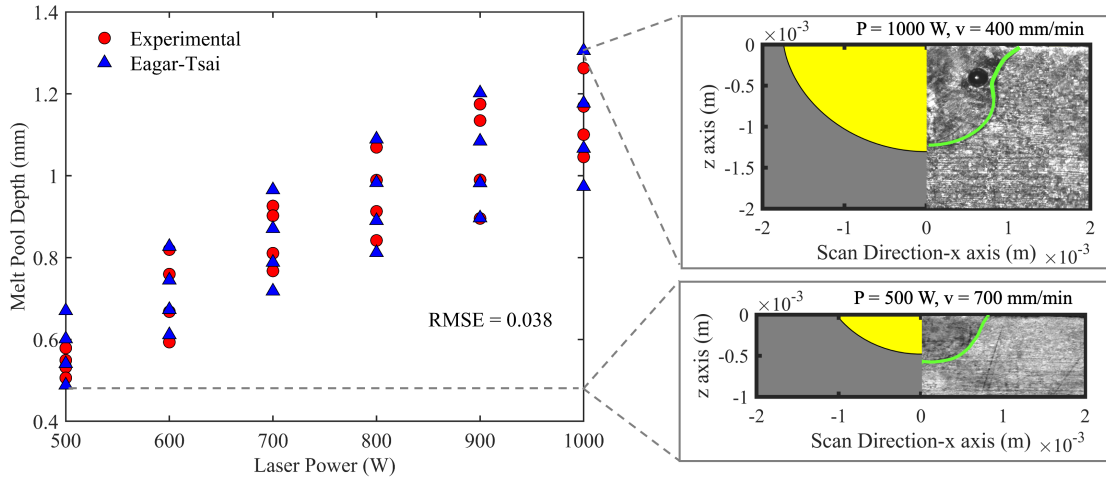 Experimental
Eagar-Tsai
Melt Pool Depth (mm)
1.4
1.2
1
0.8
0.6
0.4
RMSE = 0.038
500 600 700 800 900 1000
Laser Power (W)
×10⁻³ P = 1000 W, v = 400 mm/min
z axis (m)
0
-0.5
-1
-1.5
-2
-2 -1 0 1 2
Scan Direction-x axis (m) ×10⁻³
×10⁻³ P = 500 W, v = 700 mm/min
z axis (m)
0
-0.5
-1
-2 -1 0 1 2
Scan Direction-x axis (m) ×10⁻³